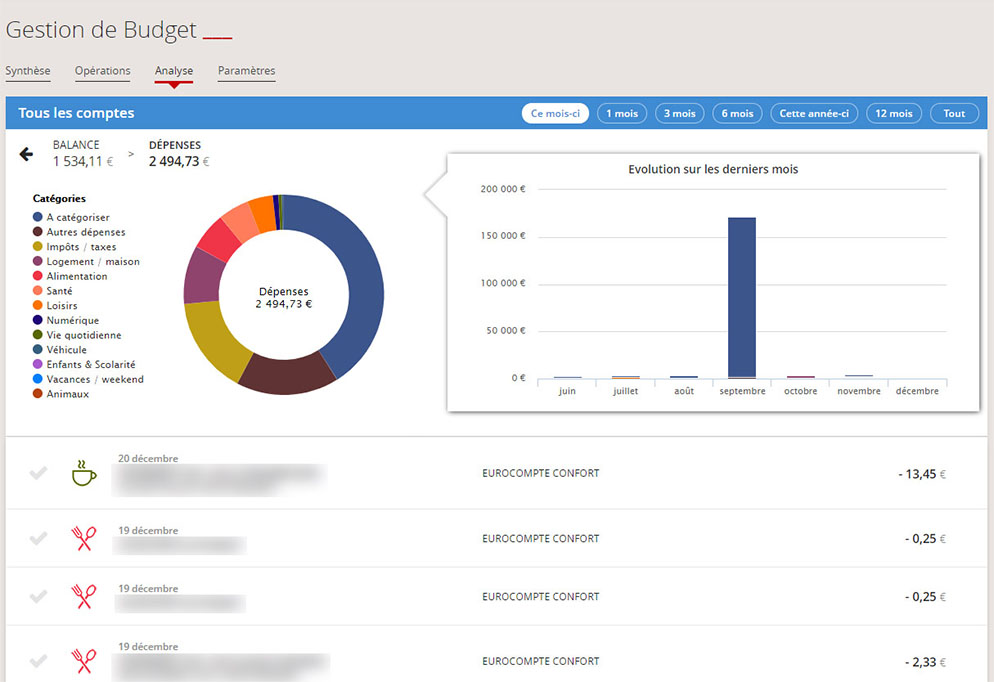 Gestion de Budget
Synthèse Opérations Analyse Paramètres
Tous les comptes Ce mois-ci 1 mois 3 mois 6 mois Cette année-ci 12 mois Tout
BALANCE > DÉPENSES
1 534,11 € 2 494,73 €
Catégories
A catégoriser
Autres dépenses
Impôts / taxes
Logement / maison
Alimentation
Santé
Loisirs
Numérique
Vie quotidienne
Véhicule
Enfants & Scolarité
Vacances / weekend
Animaux
Dépenses
2 494,73 €
Evolution sur les derniers mois
200 000 €
150 000 €
100 000 €
50 000 €
0 €
juin juillet août septembre octobre novembre décembre
20 décembre
EUROCOMPTE CONFORT - 13,45 €
19 décembre
EUROCOMPTE CONFORT - 0,25 €
19 décembre
EUROCOMPTE CONFORT - 0,25 €
19 décembre
EUROCOMPTE CONFORT - 2,33 €